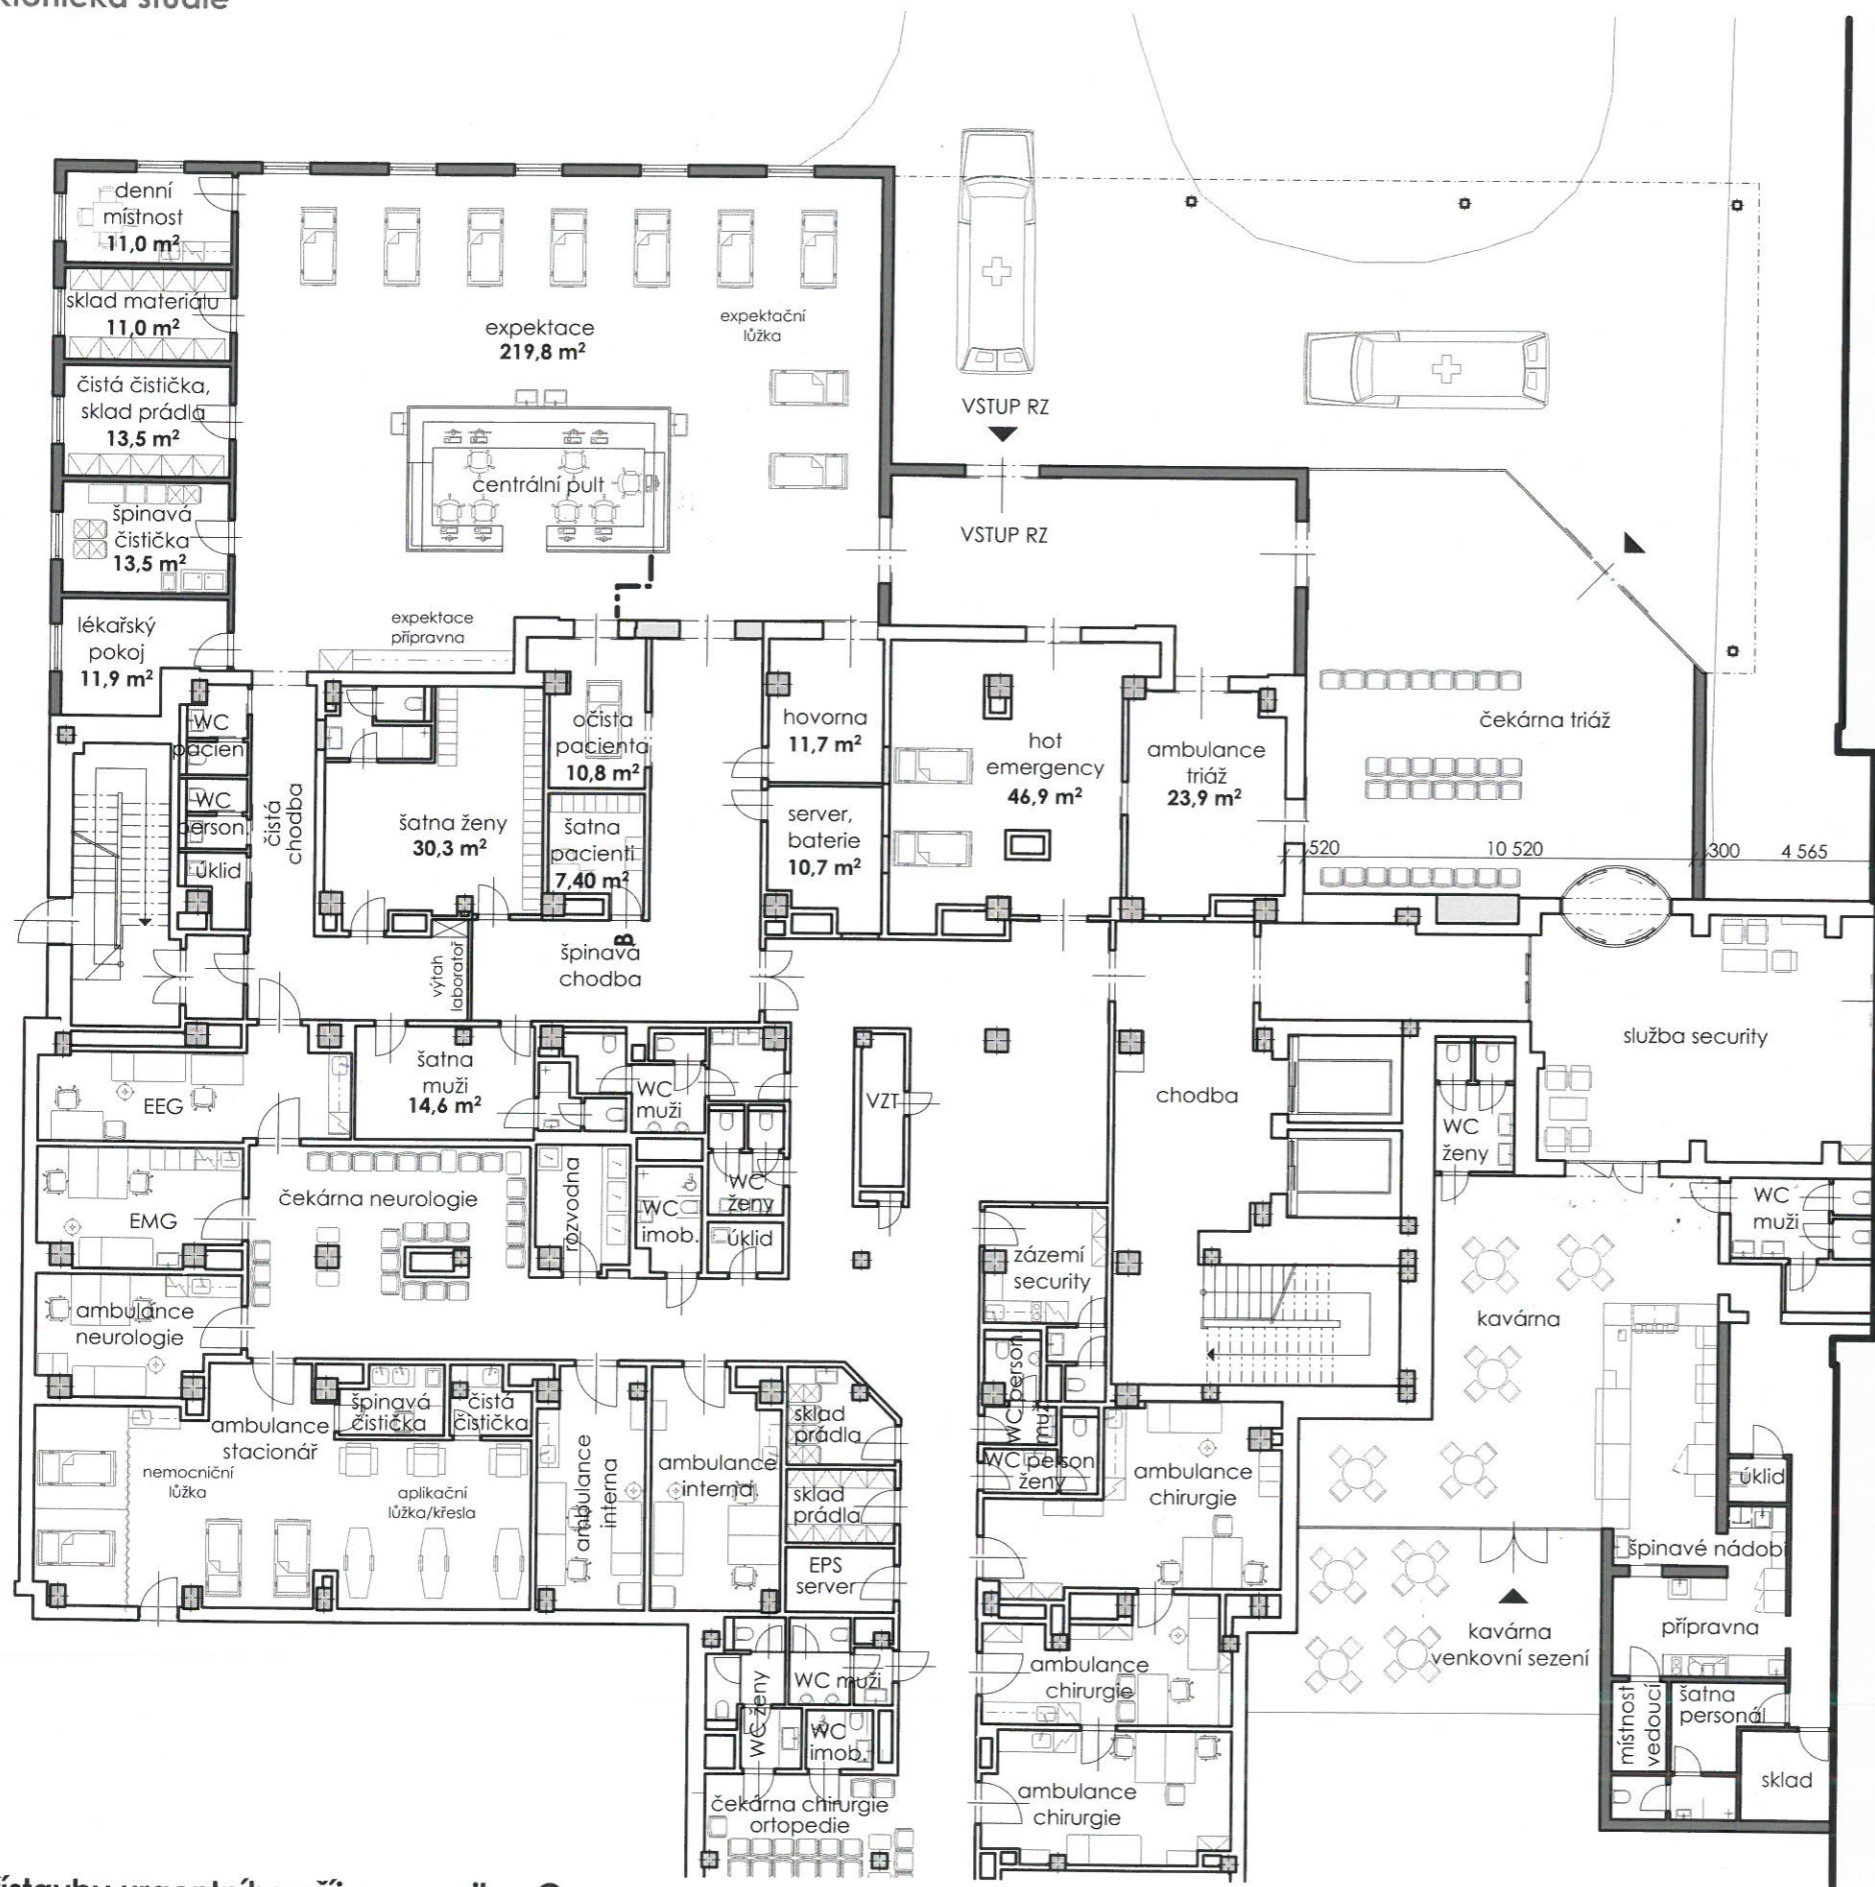 denní
místnost
11,0 m²
sklad materiálu
11,0 m²
čistá čistička,
sklad prádla
13,5 m²
špinavá
čistička
13,5 m²
lékařský
pokoj
11,9 m²
expektace
219,8 m²
expektační
lůžka
centrální pult
expektace
přípravna
VSTUP RZ
VSTUP RZ
WC
pacien
WC
person.
úklid
čistá
chodba
šatna ženy
30,3 m²
očista
pacienta
10,8 m²
šatna
pacienti
7,40 m²
hovorna
11,7 m²
server,
baterie
10,7 m²
hot
emergency
46,9 m²
ambulance
triáž
23,9 m²
čekárna triáž
520
10 520
300
4 565
výtah
laboratoř
B
špinavá
chodba
služba security
EEG
šatna
muži
14,6 m²
WC
muži
VZT
chodba
WC
ženy
EMG
čekárna neurologie
rozvodna
WC
imob.
WC
ženy
úklid
zázemí
security
WC
muži
kavárna
ambulance
neurologie
špinavá
čistička
čistá
čistička
ambulance
stacionář
nemocniční
lůžka
aplikační
lůžka/křesla
ambulance
interna
ambulance
interna
sklad
prádla
sklad
prádla
EPS
server
WC person
muži
WC person
ženy
ambulance
chirurgie
úklid
špinavé nádobí
přípravna
kavárna
venkovní sezení
ambulance
chirurgie
WC ženy
WC muži
WC
imob.
místnost
vedoucí
šatna
personál
sklad
ambulance
chirurgie
čekárna chirurgie
ortopedie